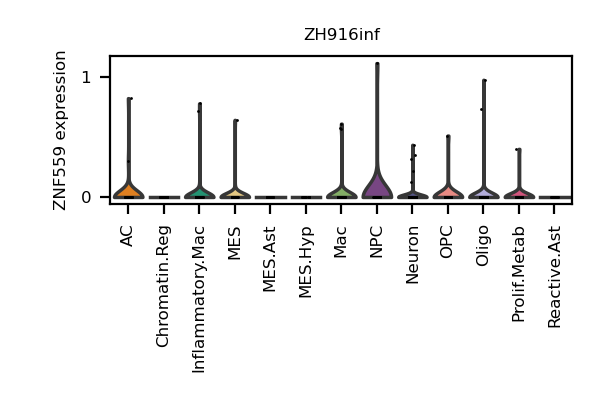 ZH916inf
ZNF559 expression
1
0
AC
Chromatin.Reg
Inflammatory.Mac
MES
MES.Ast
MES.Hyp
Mac
NPC
Neuron
OPC
Oligo
Prolif.Metab
Reactive.Ast